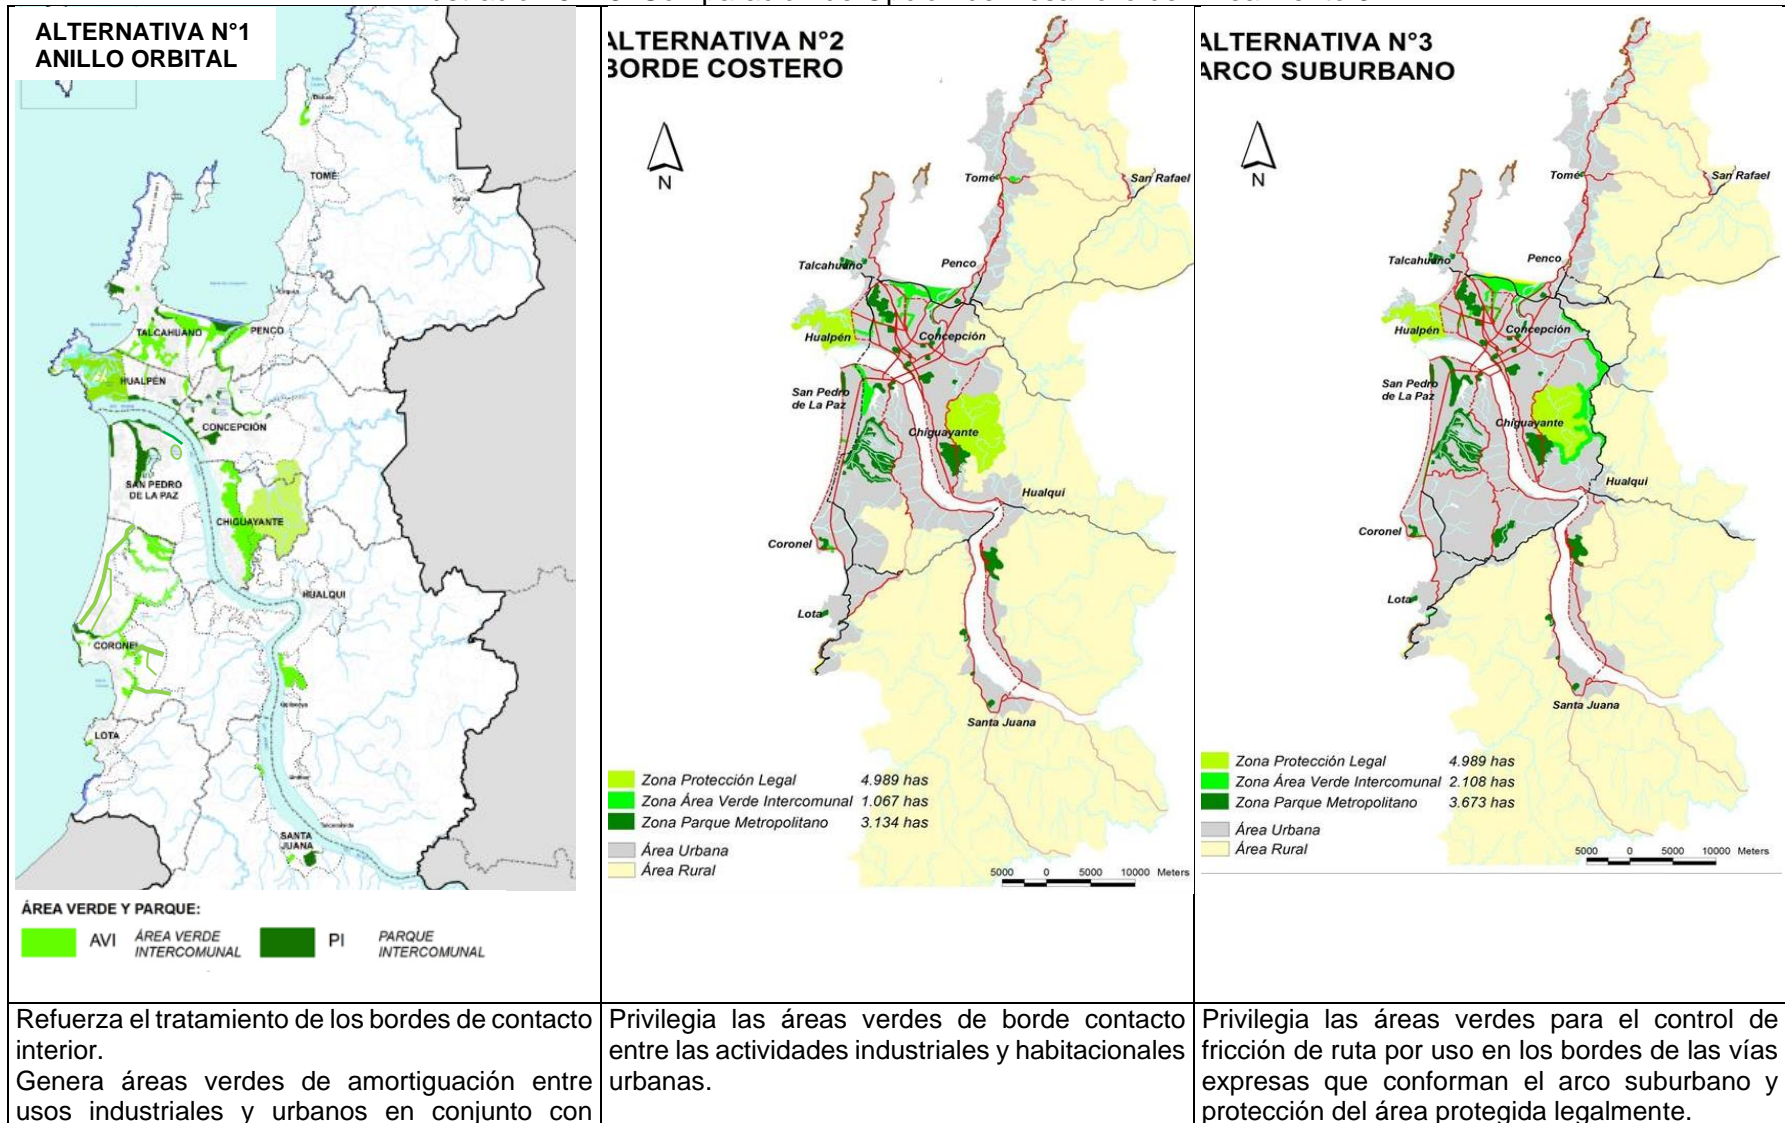 ALTERNATIVA N°1
ANILLO ORBITAL
TOMÉ
TALCAHUANO
PENCO
HUALPÉN
CONCEPCIÓN
SAN PEDRO
DE LA PAZ
CHIGUAYANTE
HUALQUI
CORONEL
LOTA
SANTA
JUANA
ÁREA VERDE Y PARQUE:
AVI ÁREA VERDE
INTERCOMUNAL
PI PARQUE
INTERCOMUNAL
Refuerza el tratamiento de los bordes de contacto
interior.
Genera áreas verdes de amortiguación entre
usos industriales y urbanos en conjunto con
ALTERNATIVA N°2
BORDE COSTERO
N
Tomé
San Rafael
Talcahuano
Penco
Hualpén
Concepción
San Pedro
de La Paz
Chiguayante
Hualqui
Coronel
Lota
Santa Juana
Zona Protección Legal 4.989 has
Zona Área Verde Intercomunal 1.067 has
Zona Parque Metropolitano 3.134 has
Área Urbana
Área Rural
5000 0 5000 10000 Meters
Privilegia las áreas verdes de borde contacto
entre las actividades industriales y habitacionales
urbanas.
ALTERNATIVA N°3
ARCO SUBURBANO
N
Tomé
San Rafael
Talcahuano
Penco
Hualpén
Concepción
San Pedro
de La Paz
Chiguayante
Hualqui
Coronel
Lota
Santa Juana
Zona Protección Legal 4.989 has
Zona Área Verde Intercomunal 2.108 has
Zona Parque Metropolitano 3.673 has
Área Urbana
Área Rural
5000 0 5000 10000 Meters
Privilegia las áreas verdes para el control de
fricción de ruta por uso en los bordes de las vías
expresas que conforman el arco suburbano y
protección del área protegida legalmente.